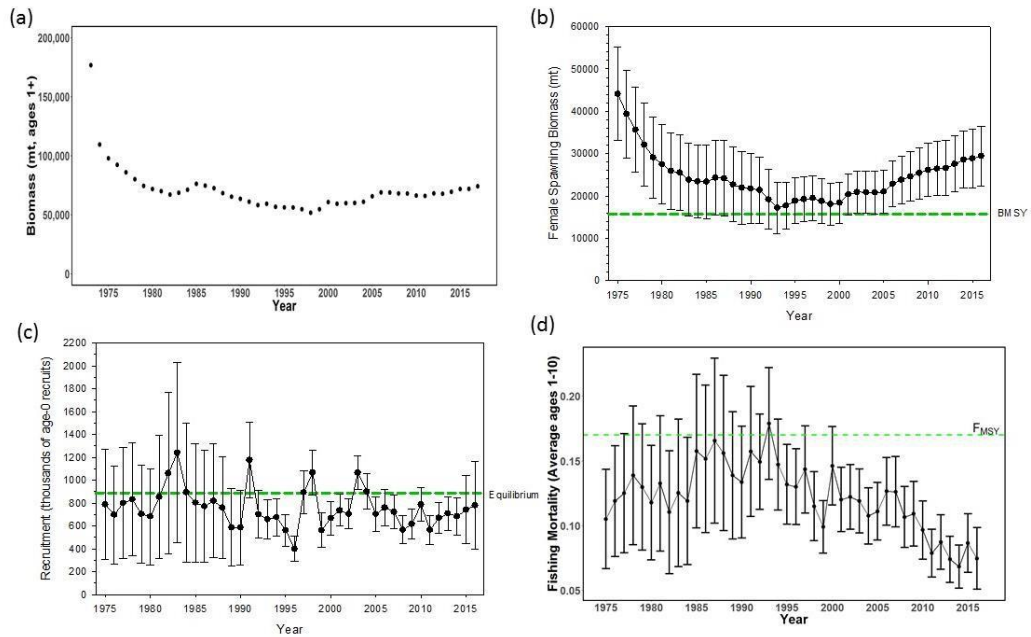 (a)
Biomass (mt, ages 1+)
200,000
150,000
100,000
50,000
0
1975 1980 1985 1990 1995 2000 2005 2010 2015
Year
(b)
Female Spawning Biomass (mt)
60000
50000
40000
30000
20000
10000
0
BMSY
1975 1980 1985 1990 1995 2000 2005 2010 2015
Year
(c)
Recruitment (thousands of age-0 recruits)
2200
2000
1800
1600
1400
1200
1000
800
600
400
200
0
Equilibrium
1975 1980 1985 1990 1995 2000 2005 2010 2015
Year
(d)
Fishing Mortality (Average ages 1-10)
0.20
0.15
0.10
0.05
FMSY
1975 1980 1985 1990 1995 2000 2005 2010 2015
Year